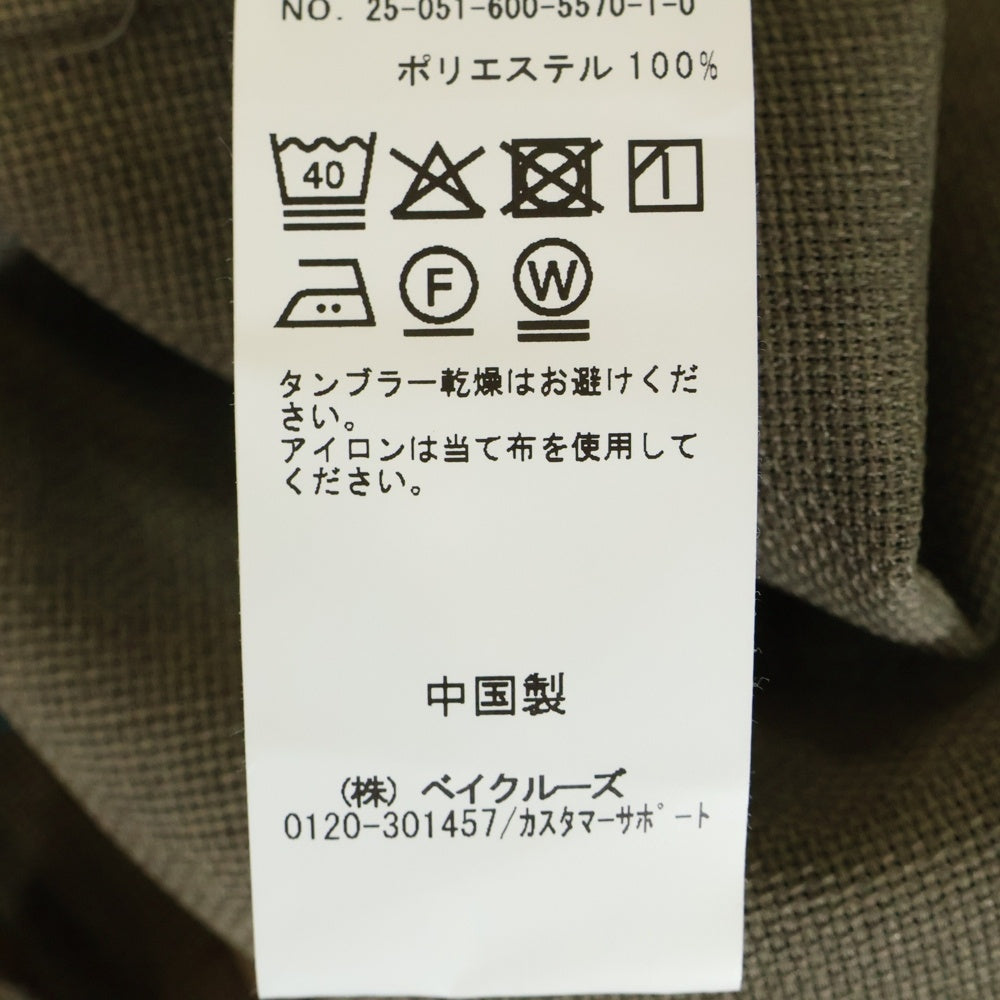 NO. 25-051-600-5570-1-0
ポリエステル 100%
40
F W
タンブラー乾燥はお避けくだ
さい。
アイロンは当て布を使用して
ください。
中国製
(株) ベイクルーズ
0120-301457/カスタマーサポート